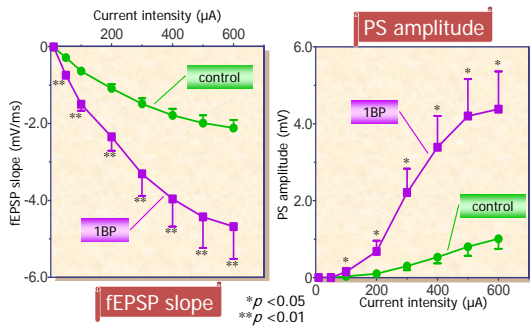 Current intensity (μA)
0 200 400 600
0
-2.0
-4.0
-6.0
fEPSP slope (mV/ms)
control
1BP
**
**
**
**
**
**
**
fEPSP slope
*p <0.05
**p <0.01
PS amplitude
6.0
4.0
2.0
0
PS amplitude (mV)
1BP
control
*
*
*
*
*
*
0 200 400 600
Current intensity (μA)